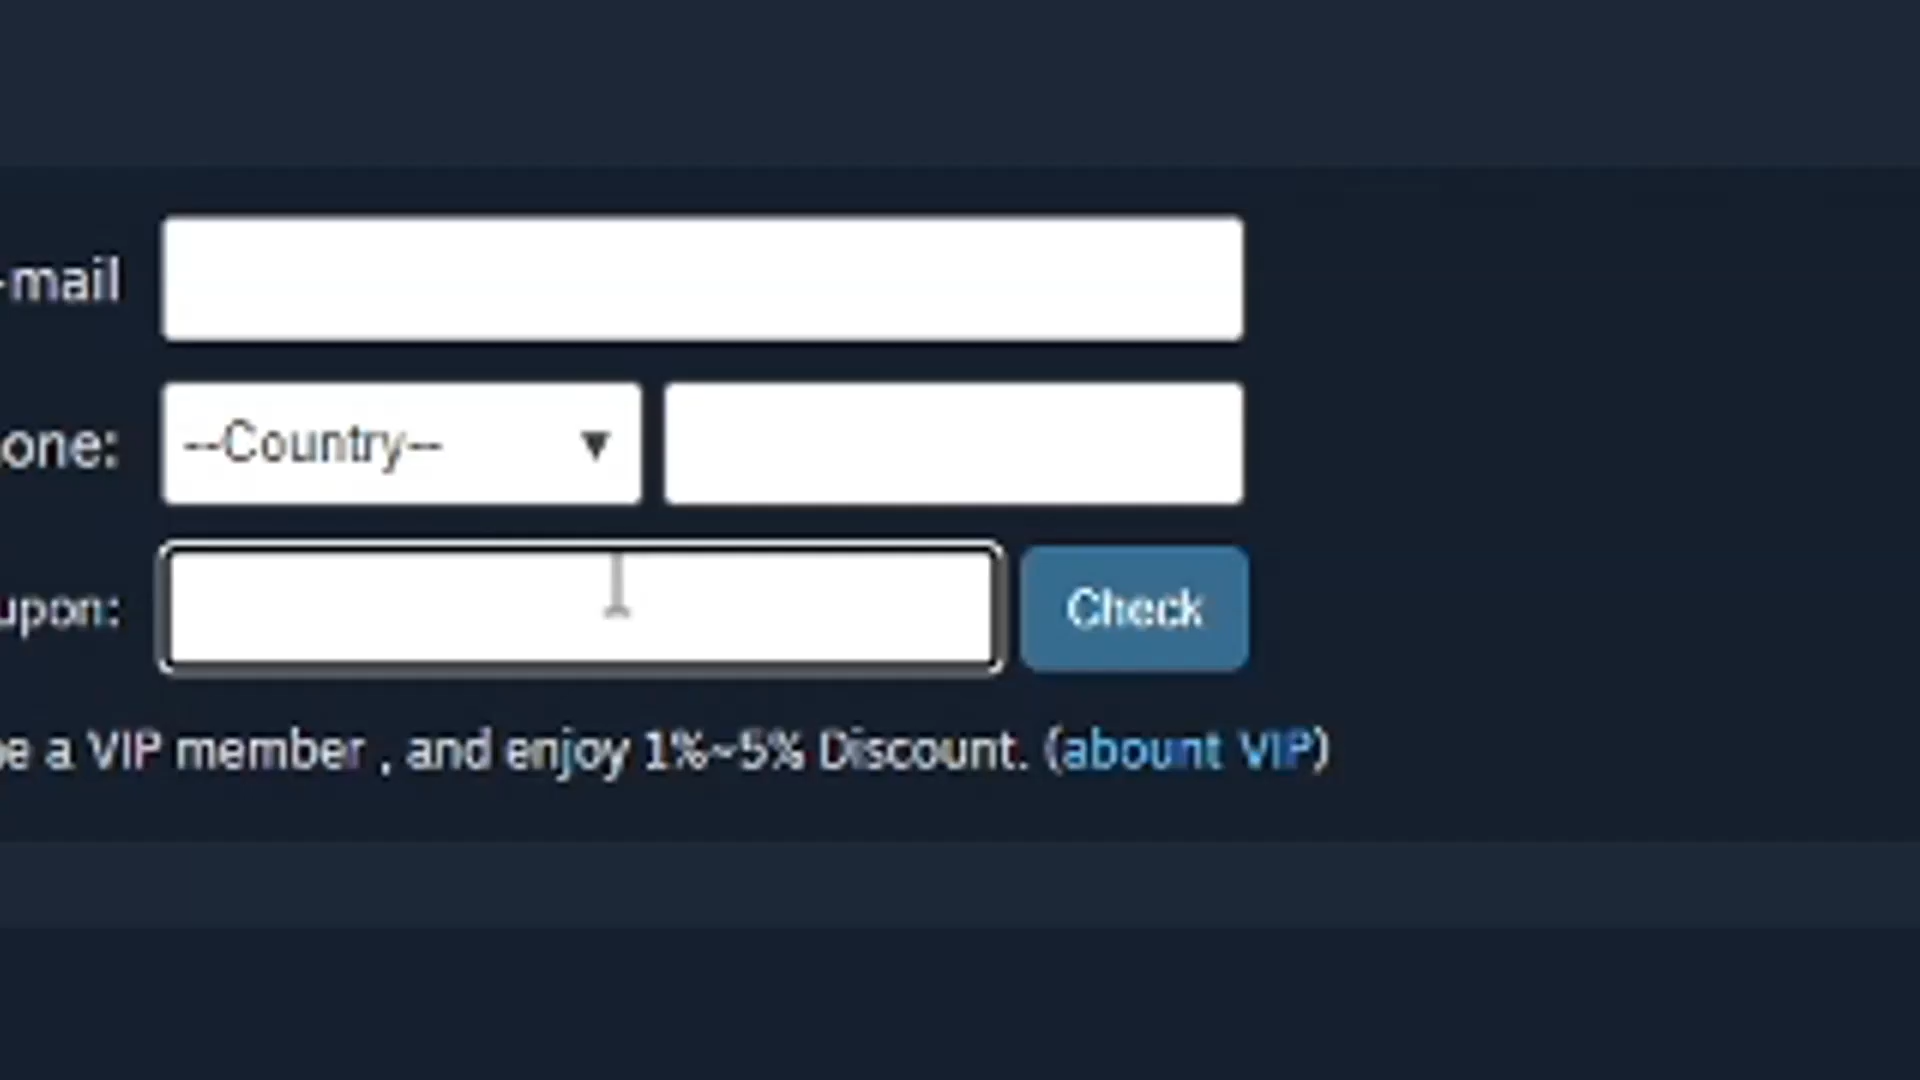 -mail
--Country--
one:
upon:
Check
e a VIP member , and enjoy 1%~5% Discount. (abount VIP)